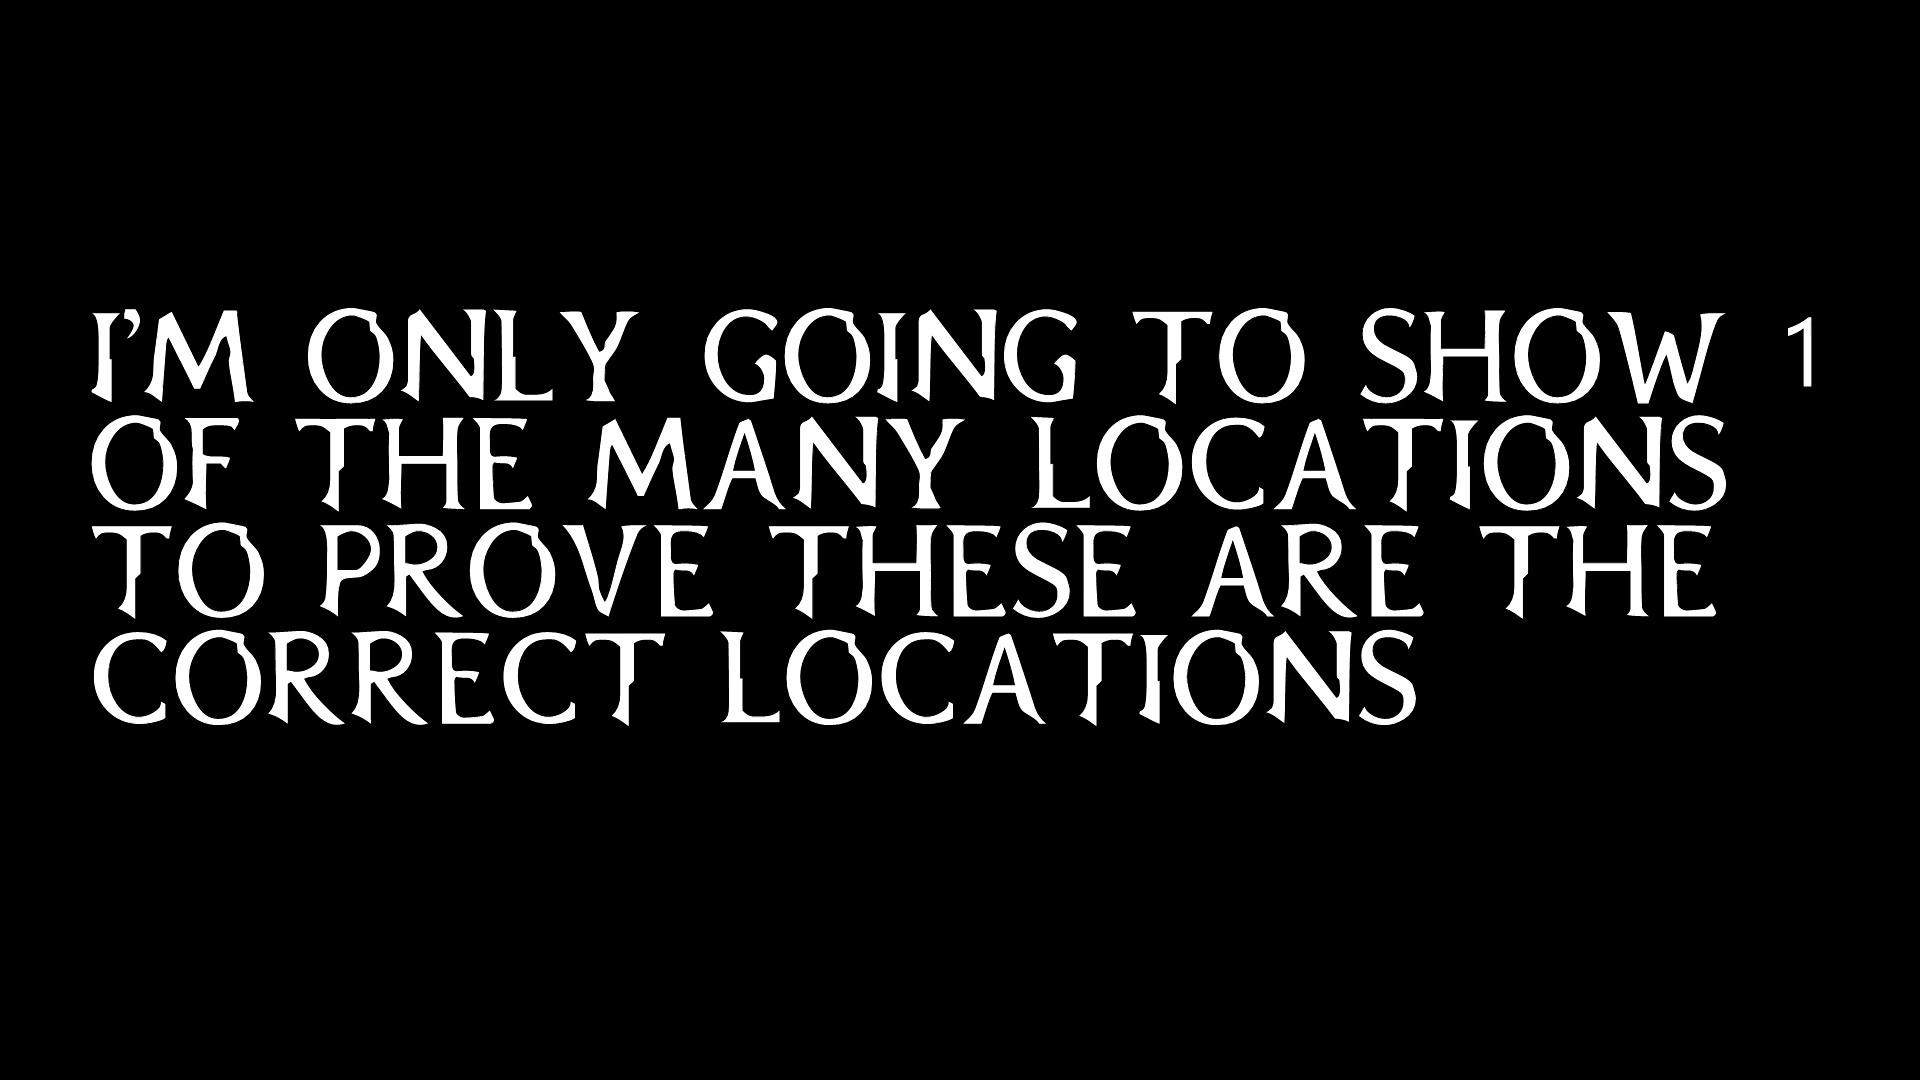 I'M ONLY GOING TO SHOW 1
OF THE MANY LOCATIONS
TO PROVE THESE ARE THE
CORRECT LOCATIONS